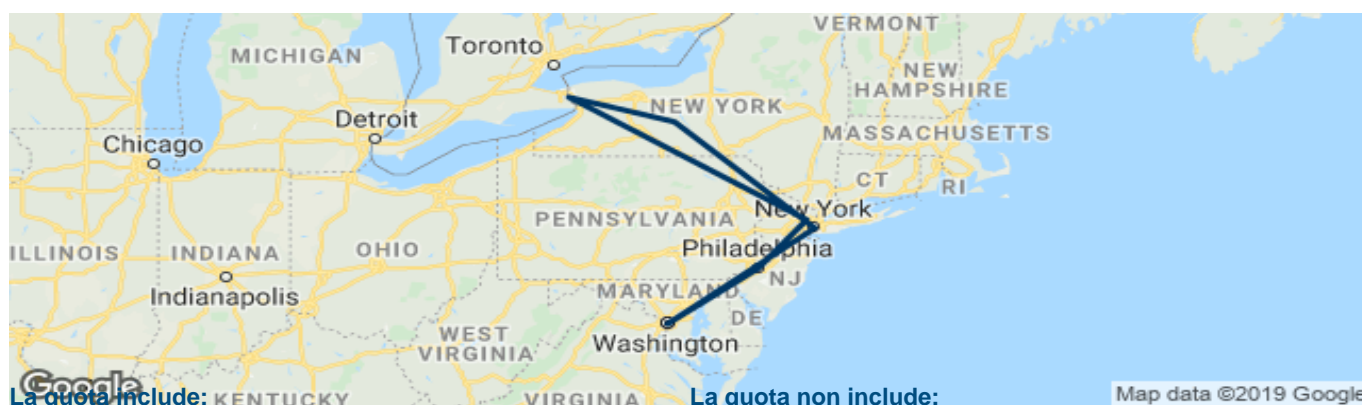 VERMONT
MICHIGAN
Toronto
NEW
HAMPSHIRE
NEW YORK
Detroit
MASSACHUSETTS
Chicago
CT
RI
New York
PENNSYLVANIA
Philadelphia
ILLINOIS
INDIANA
OHIO
NJ
Indianapolis
MARYLAND
DE
WEST
VIRGINIA
Washington
Google
KENTUCKY
VIRGINIA
Map data ©2019 Google
La quota include:
La quota non include: